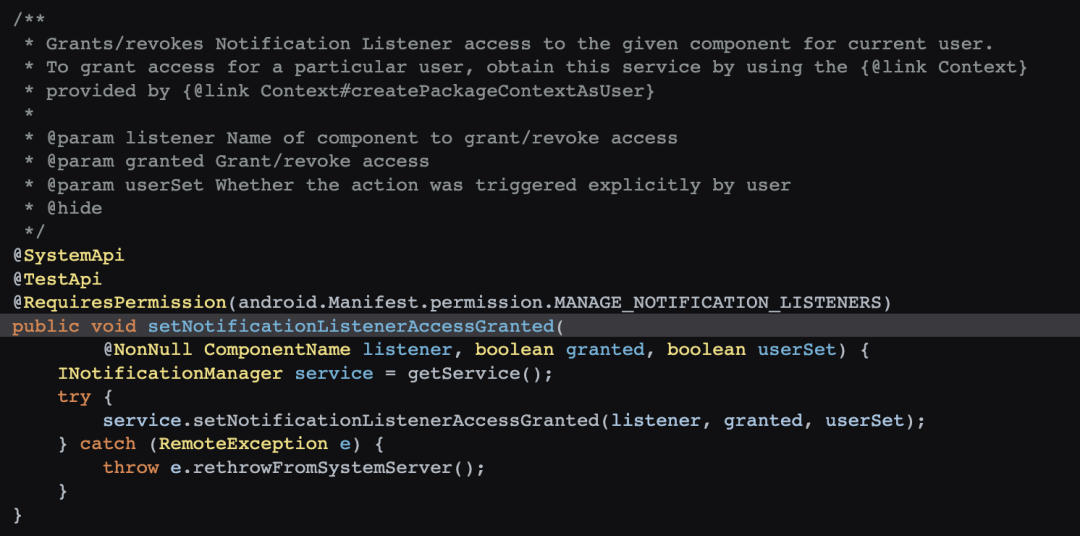 /**
 * Grants/revokes Notification Listener access to the given component for current user.
 * To grant access for a particular user, obtain this service by using the {@link Context}
 * provided by {@link Context#createPackageContextAsUser}
 *
 * @param listener Name of component to grant/revoke access
 * @param granted Grant/revoke access
 * @param userSet Whether the action was triggered explicitly by user
 * @hide
 */
@SystemApi
@TestApi
@RequiresPermission(android.Manifest.permission.MANAGE_NOTIFICATION_LISTENERS)
public void setNotificationListenerAccessGranted(
        @NonNull ComponentName listener, boolean granted, boolean userSet) {
    INotificationManager service = getService();
    try {
        service.setNotificationListenerAccessGranted(listener, granted, userSet);
    } catch (RemoteException e) {
        throw e.rethrowFromSystemServer();
    }
}